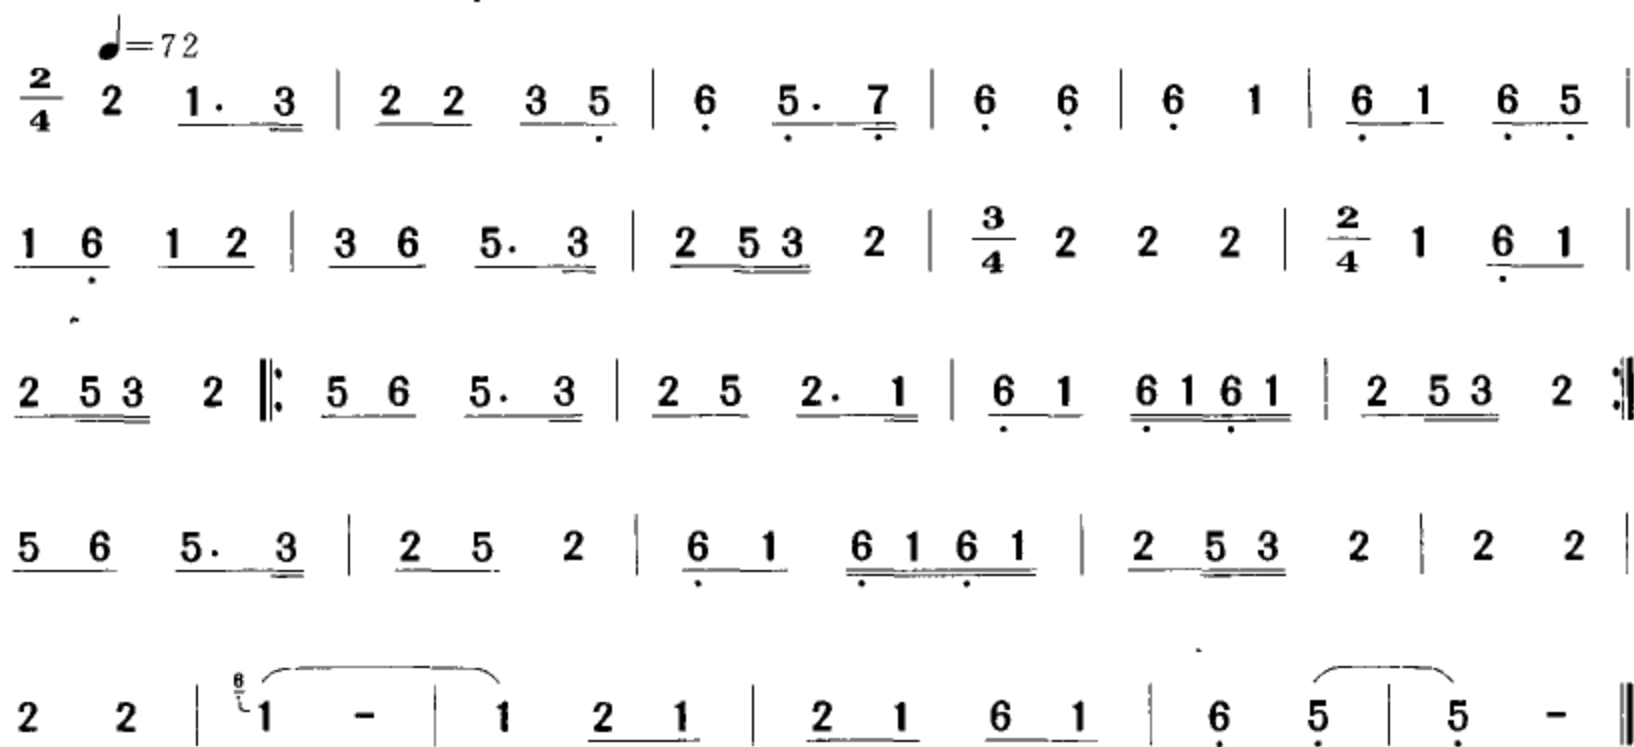 ♩=72
2/4 2 1. 3 | 2 2 3 5̣ | 6̣ 5̣. 7̣ | 6̣ 6̣ | 6̣ 1 | 6̣ 1 6̣ 5̣ |
1 6̣ 1 2 | 3 6 5. 3 | 2 5 3 2 | 3/4 2 2 2 | 2/4 1 6̣ 1 |
2 5 3 2 ‖: 5 6 5. 3 | 2 5 2. 1 | 6̣ 1 6̣ 1 6̣ 1 | 2 5 3 2 :‖
5 6 5. 3 | 2 5 2 | 6̣ 1 6̣ 1 6̣ 1 | 2 5 3 2 | 2 2 |
2 2 | 6 1 - | 1 2 1 | 2 1 6 1 | 6̣ 5̣ | 5̣ - ‖